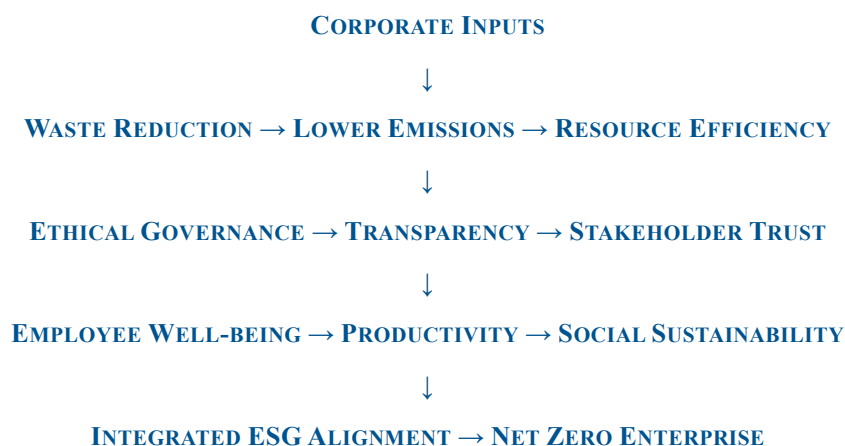 CORPORATE INPUTS
↓
WASTE REDUCTION → LOWER EMISSIONS → RESOURCE EFFICIENCY
↓
ETHICAL GOVERNANCE → TRANSPARENCY → STAKEHOLDER TRUST
↓
EMPLOYEE WELL-BEING → PRODUCTIVITY → SOCIAL SUSTAINABILITY
↓
INTEGRATED ESG ALIGNMENT → NET ZERO ENTERPRISE